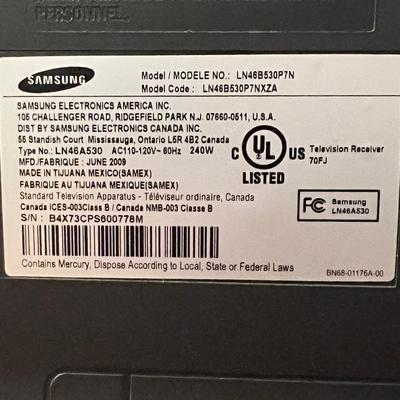 PERSONNEL.
SAMSUNG
Model / MODELE NO.: LN46B530P7N
Model Code : LN46B530P7NXZA
SAMSUNG ELECTRONICS AMERICA INC.
105 CHALLENGER ROAD, RIDGEFIELD PARK N.J. 07660-0511, U.S.A.
DIST BY SAMSUNG ELECTRONICS CANADA INC.
55 Standish Court Mississauga, Ontario L5R 4B2 Canada
Type No.: LN46A530 AC110-120V~ 60Hz 240W
MFD/FABRIQUE : JUNE 2009
MADE IN TIJUANA MEXICO(SAMEX)
FABRIQUE AU TIJUANA MEXIQUE(SAMEX)
Standard Television Apparatus - Téléviseur ordinaire, Canada
Canada ICES-003Class B / Canada NMB-003 Classe B
S/N : B4X73CPS600778M
C UL US
®
LISTED
Television Receiver
70FJ
FC Samsung
LN46A530
Contains Mercury, Dispose According to Local, State or Federal Laws
BN68-01176A-00